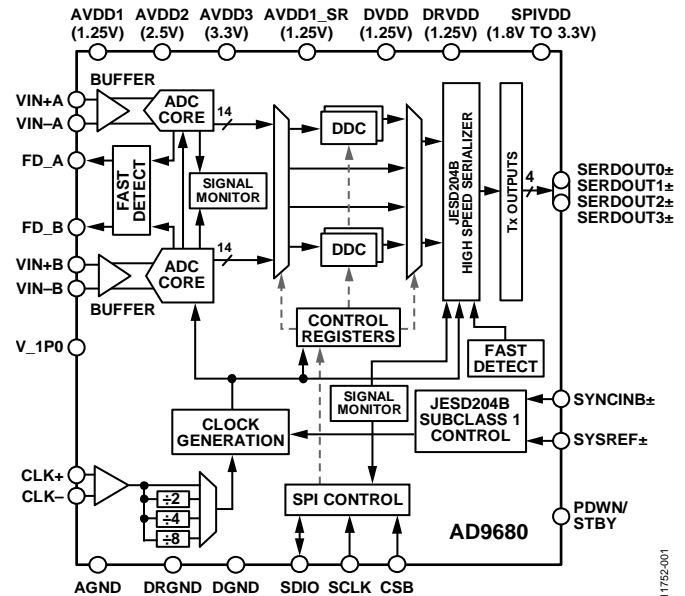 AVDD1 AVDD2 AVDD3 AVDD1_SR DVDD DRVDD SPIVDD
(1.25V) (2.5V) (3.3V) (1.25V) (1.25V) (1.25V) (1.8V TO 3.3V)
BUFFER
VIN+A
VIN–A
ADC
CORE
14
DDC
FD_A
FAST
DETECT
SIGNAL
MONITOR
FD_B
VIN+B
VIN–B
BUFFER
ADC
CORE
14
DDC
JESD204B
HIGH SPEED SERIALIZER
Tx OUTPUTS
4
SERDOUT0±
SERDOUT1±
SERDOUT2±
SERDOUT3±
CONTROL
REGISTERS
V_1P0
FAST
DETECT
SIGNAL
MONITOR
JESD204B
SUBCLASS 1
CONTROL
SYNCINB±
SYSREF±
CLOCK
GENERATION
CLK+
CLK–
÷2
÷4
÷8
SPI CONTROL
AD9680
PDWN/
STBY
AGND DRGND DGND SDIO SCLK CSB
11752-001